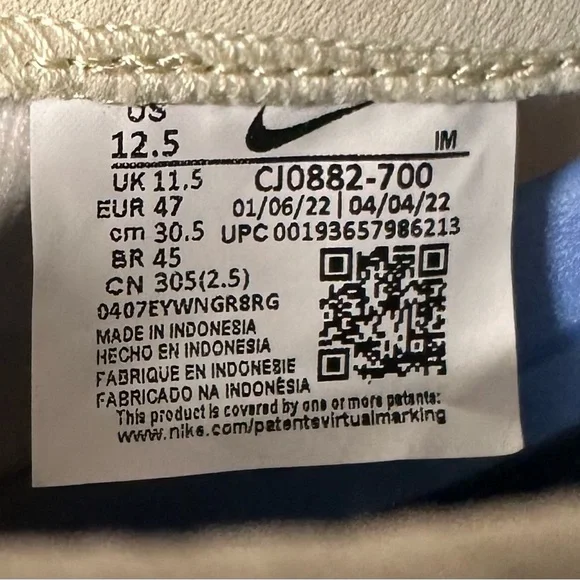 US
12.5
IM
UK 11.5 CJ0882-700
EUR 47 01/06/22 | 04/04/22
cm 30.5 UPC 00193657986213
BR 45
CN 305(2.5)
0407EYWNGR8RG
MADE IN INDONESIA
HECHO EN INDONESIA
FABRIQUE EN INDONÉSIE
FABRICADO NA INDONÉSIA
This product is covered by one or more patents:
www.nike.com/patentsvirtualmarking